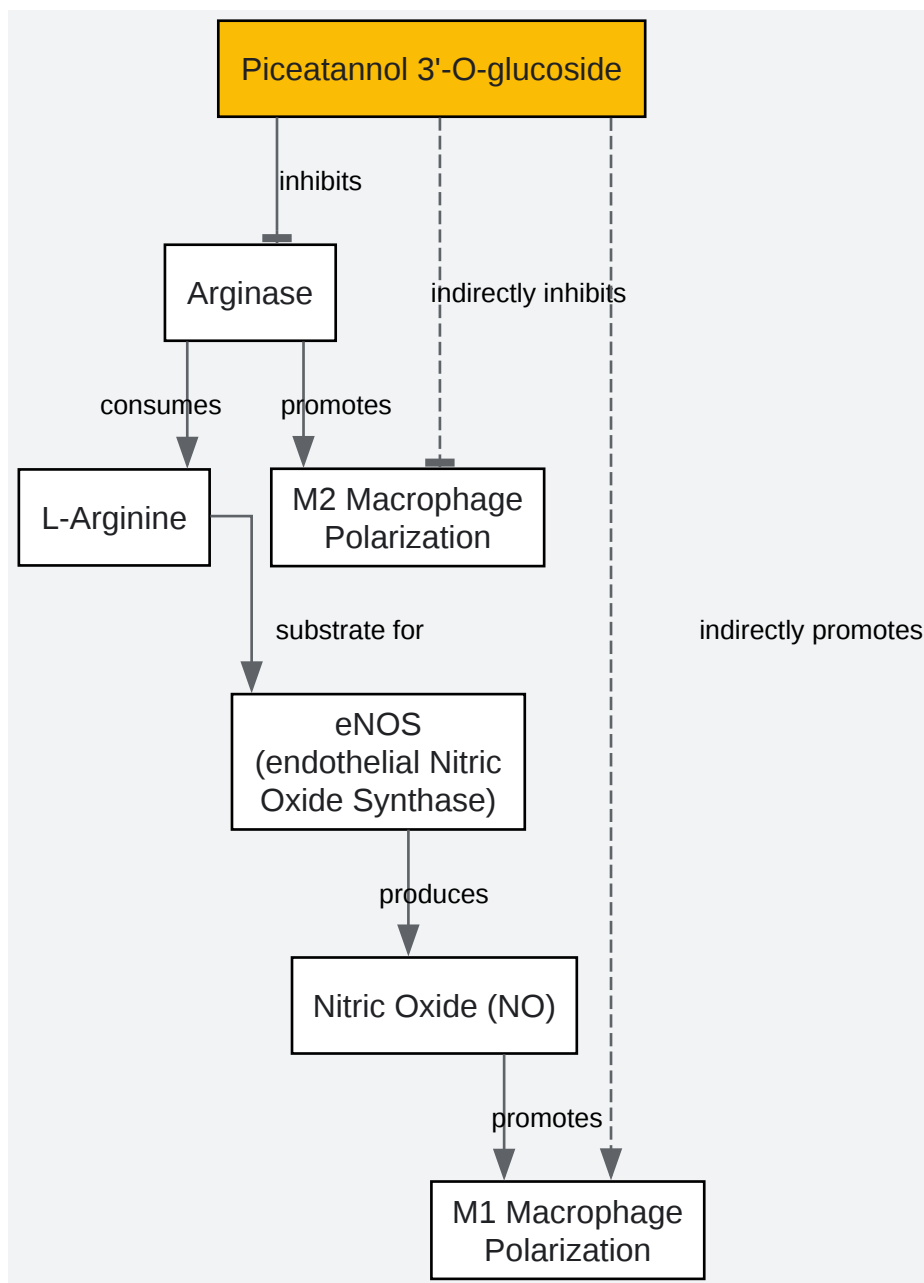 Piceatannol 3'-O-glucoside
inhibits
Arginase
indirectly inhibits
consumes
promotes
L-Arginine
M2 Macrophage
Polarization
substrate for
indirectly promotes
eNOS
(endothelial Nitric
Oxide Synthase)
produces
Nitric Oxide (NO)
promotes
M1 Macrophage
Polarization